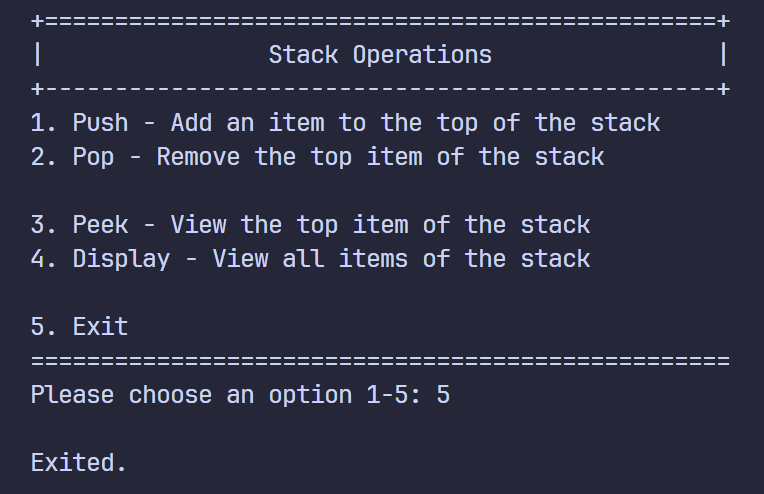 +================================================+
|                Stack Operations                |
+------------------------------------------------+
1. Push - Add an item to the top of the stack
2. Pop - Remove the top item of the stack

3. Peek - View the top item of the stack
4. Display - View all items of the stack

5. Exit
==================================================
Please choose an option 1-5: 5

Exited.